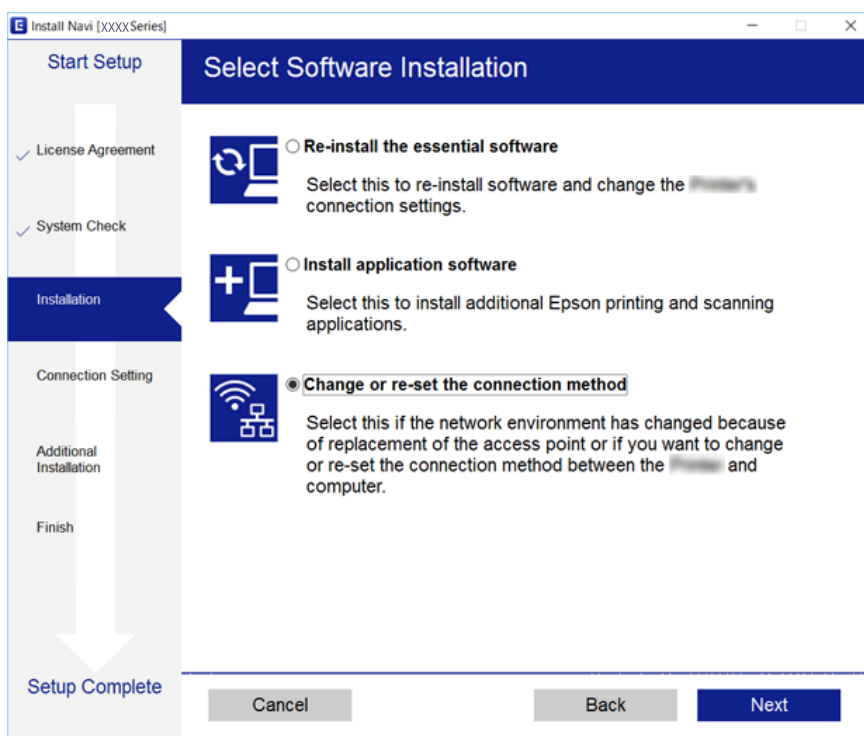 Install Navi [XXXX Series]
Start Setup
License Agreement
System Check
Installation
Connection Setting
Additional
Installation
Finish
Setup Complete
Select Software Installation
Re-install the essential software
Select this to re-install software and change the
connection settings.
Install application software
Select this to install additional Epson printing and scanning
applications.
Change or re-set the connection method
Select this if the network environment has changed because
of replacement of the access point or if you want to change
or re-set the connection method between the and
computer.
Cancel
Back
Next